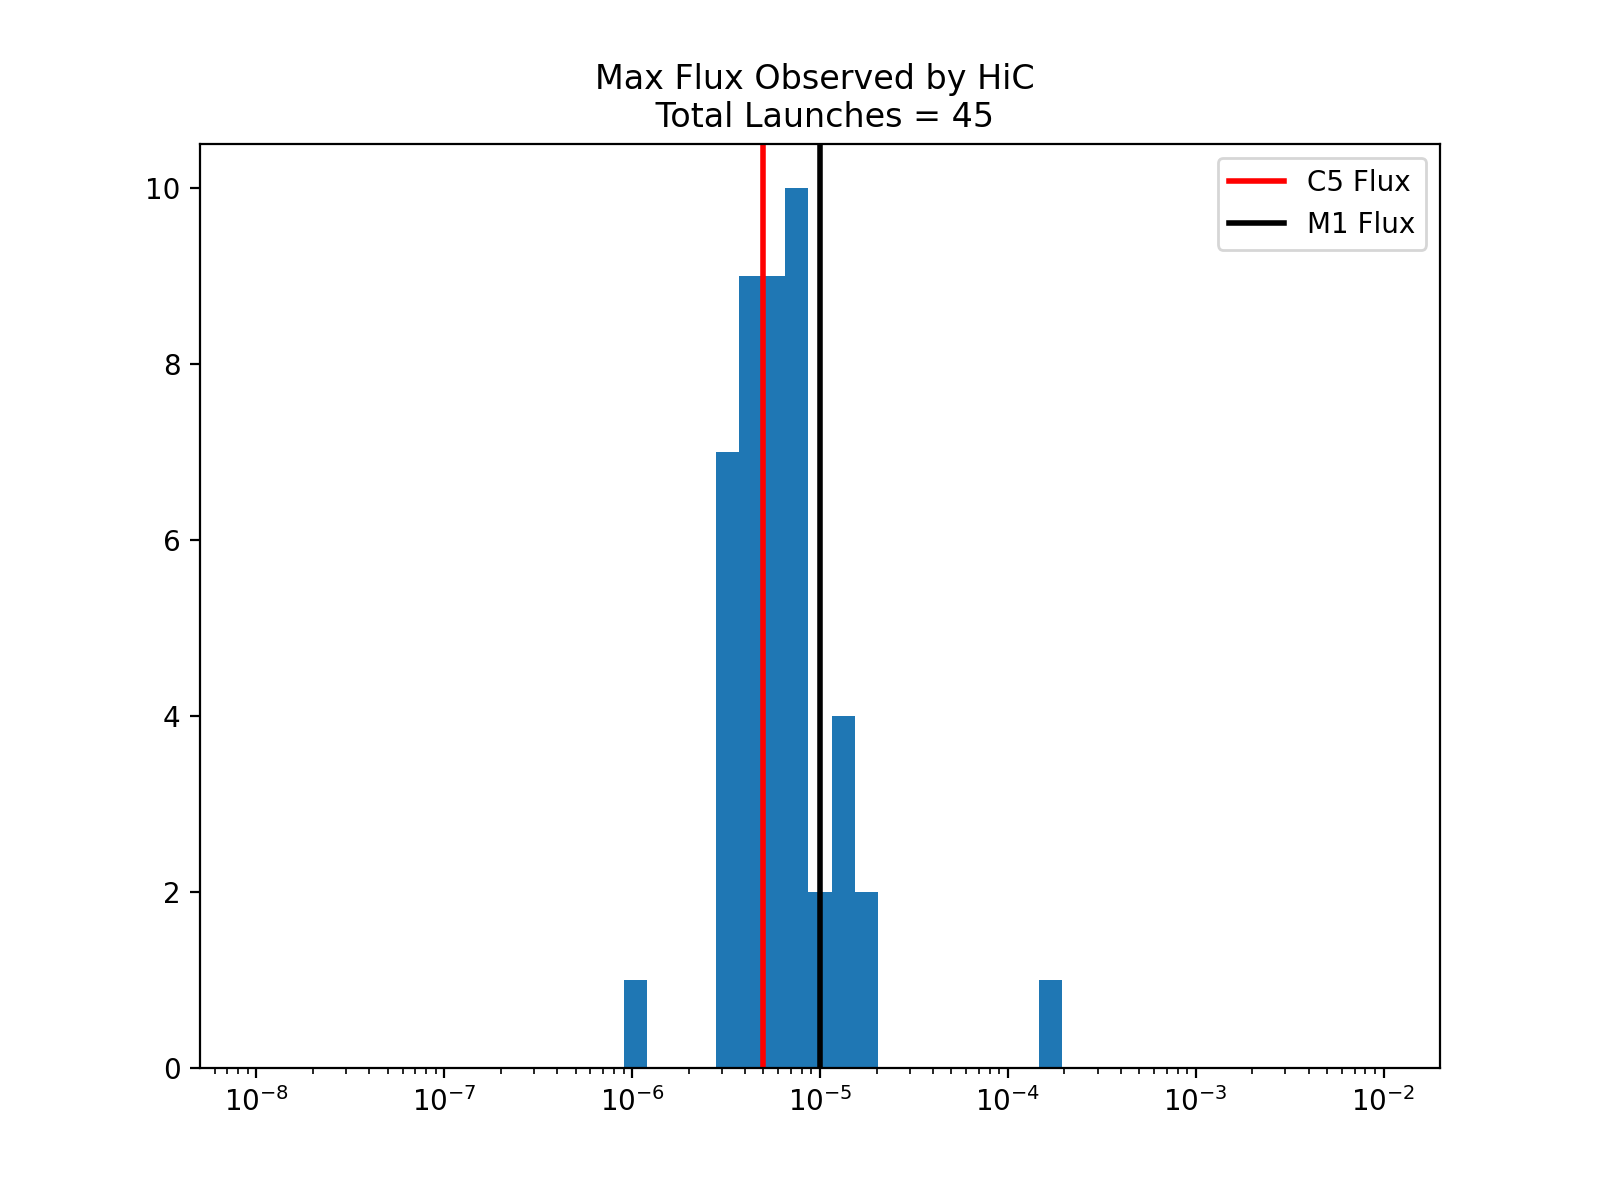 Max Flux Observed by HiC
Total Launches = 45
C5 Flux
M1 Flux
10
8
6
4
2
0
10⁻⁸ 10⁻⁷ 10⁻⁶ 10⁻⁵ 10⁻⁴ 10⁻³ 10⁻²